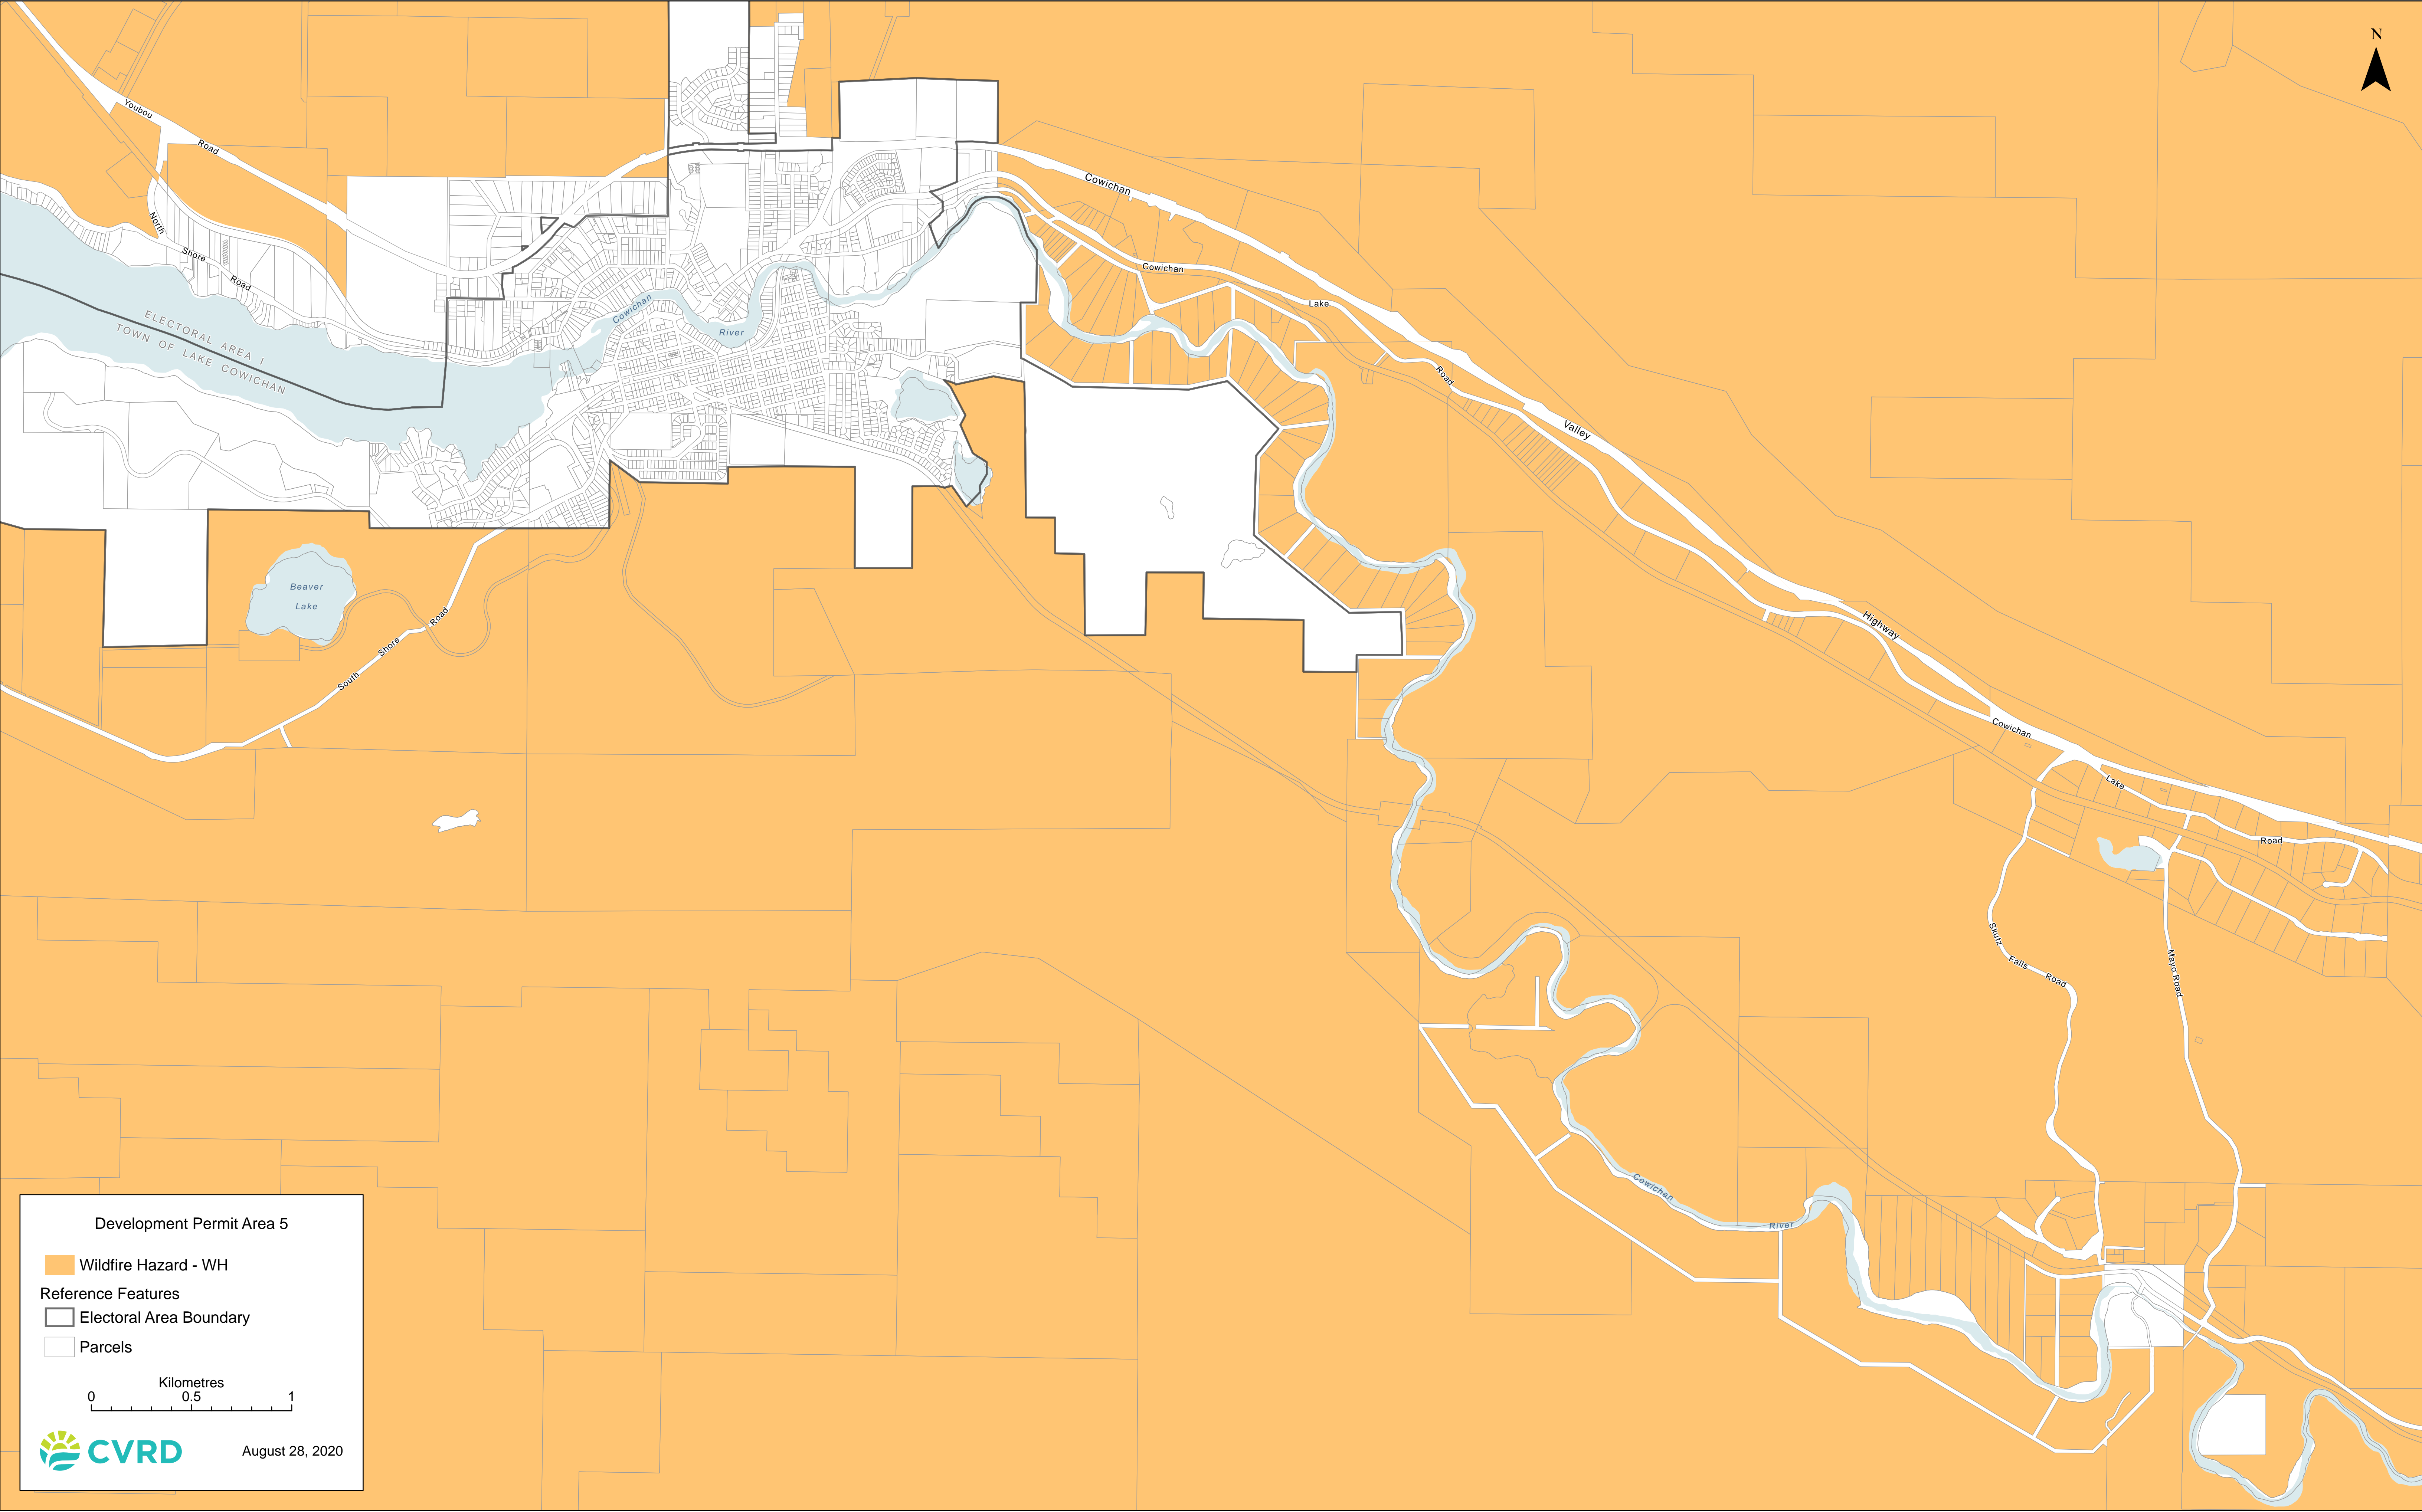 N
Youbou
Road
North
Shore
Road
ELECTORAL AREA I
TOWN OF LAKE COWICHAN
Cowichan
River
Cowichan
Cowichan
Lake
Road
Valley
Highway
Beaver
Lake
South
Shore
Road
Cowichan
Lake
Road
Skutz
Falls
Road
Mayo Road
Cowichan
River
Development Permit Area 5
Wildfire Hazard - WH
Reference Features
Electoral Area Boundary
Parcels
Kilometres
0 0.5 1
CVRD
August 28, 2020